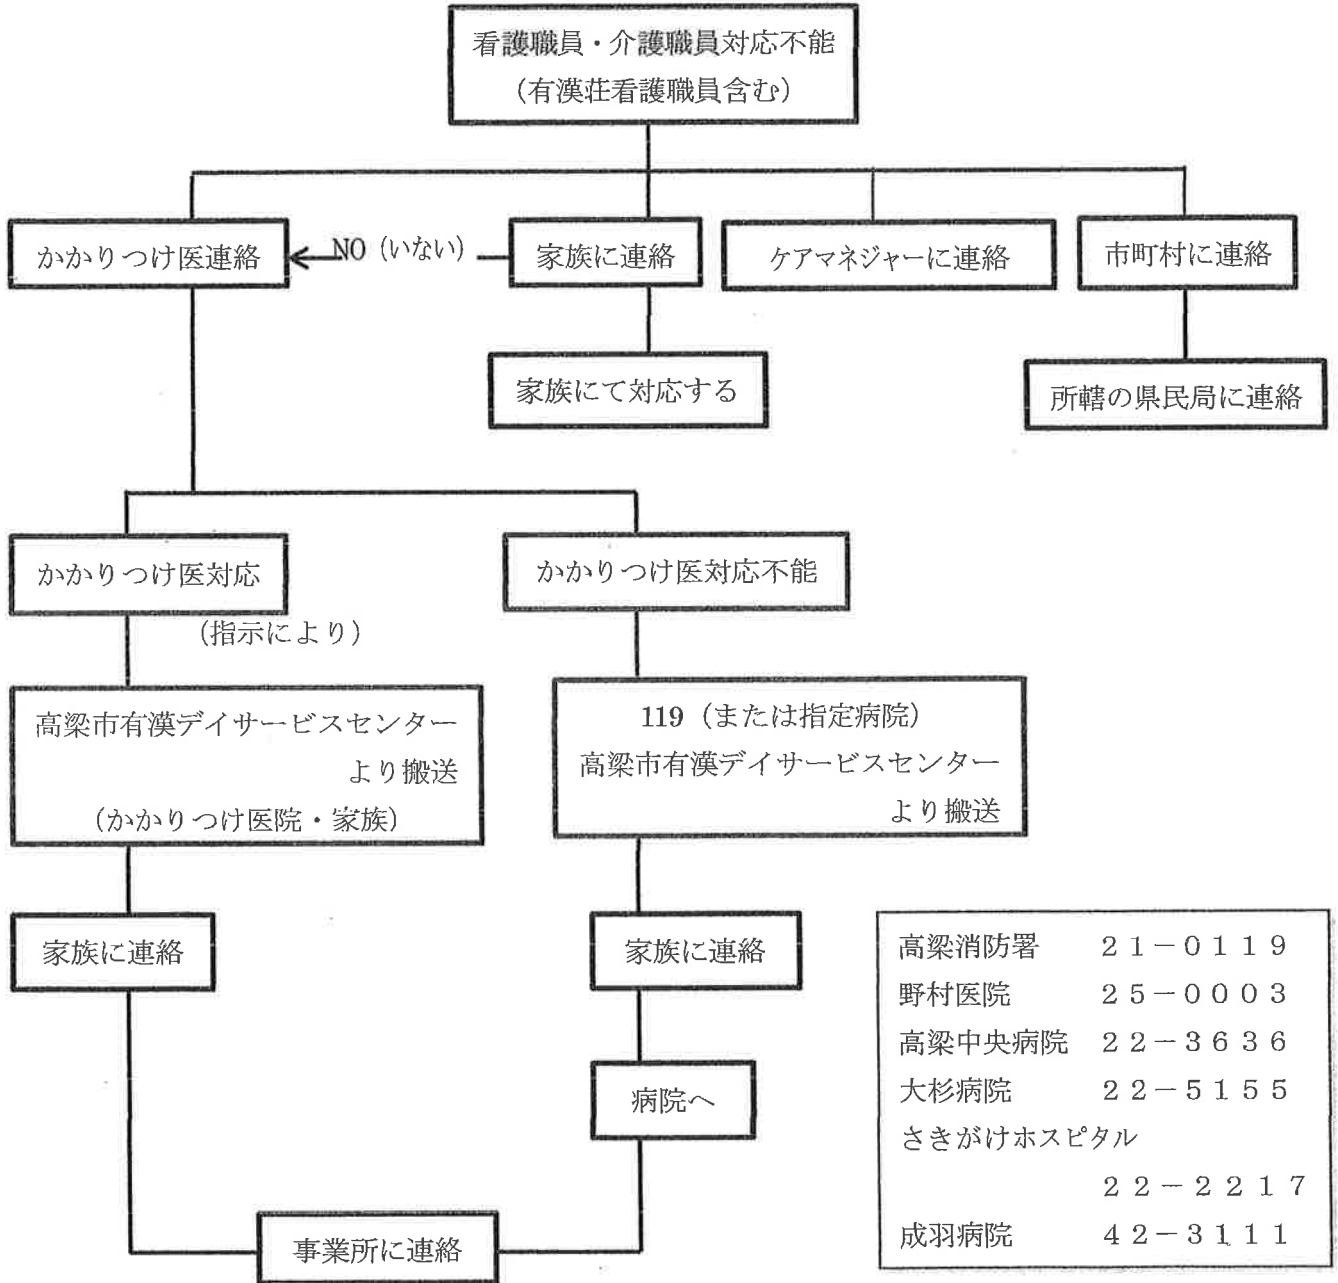 看護職員・介護職員対応不能
(有漢荘看護職員含む)
かかりつけ医連絡
NO (いない)
家族に連絡
ケアマネジャーに連絡
市町村に連絡
家族にて対応する
所轄の県民局に連絡
かかりつけ医対応
かかりつけ医対応不能
(指示により)
高梁市有漢デイサービスセンター
より搬送
(かかりつけ医院・家族)
119 (または指定病院)
高梁市有漢デイサービスセンター
より搬送
家族に連絡
家族に連絡
病院へ
事業所に連絡
高梁消防署 21-0119
野村医院 25-0003
高梁中央病院 22-3636
大杉病院 22-5155
さきがけホスピタル
22-2217
成羽病院 42-3111